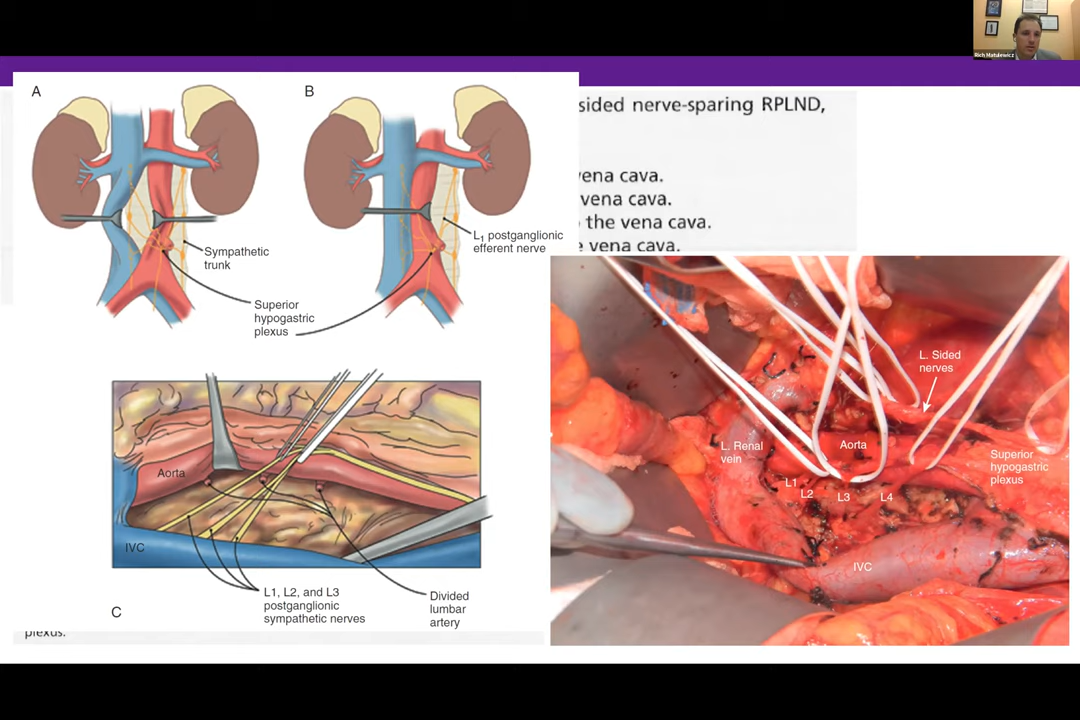 Rich Matulewicz
sided nerve-sparing RPLND,
vena cava.
vena cava.
the vena cava.
vena cava.
A
B
Sympathetic
trunk
L1 postganglionic
efferent nerve
Superior
hypogastric
plexus
Aorta
IVC
L1, L2, and L3
postganglionic
sympathetic nerves
Divided
lumbar
artery
C
plexus.
L. Sided
nerves
L. Renal
vein
Aorta
Superior
hypogastric
plexus
L1
L2
L3
L4
IVC